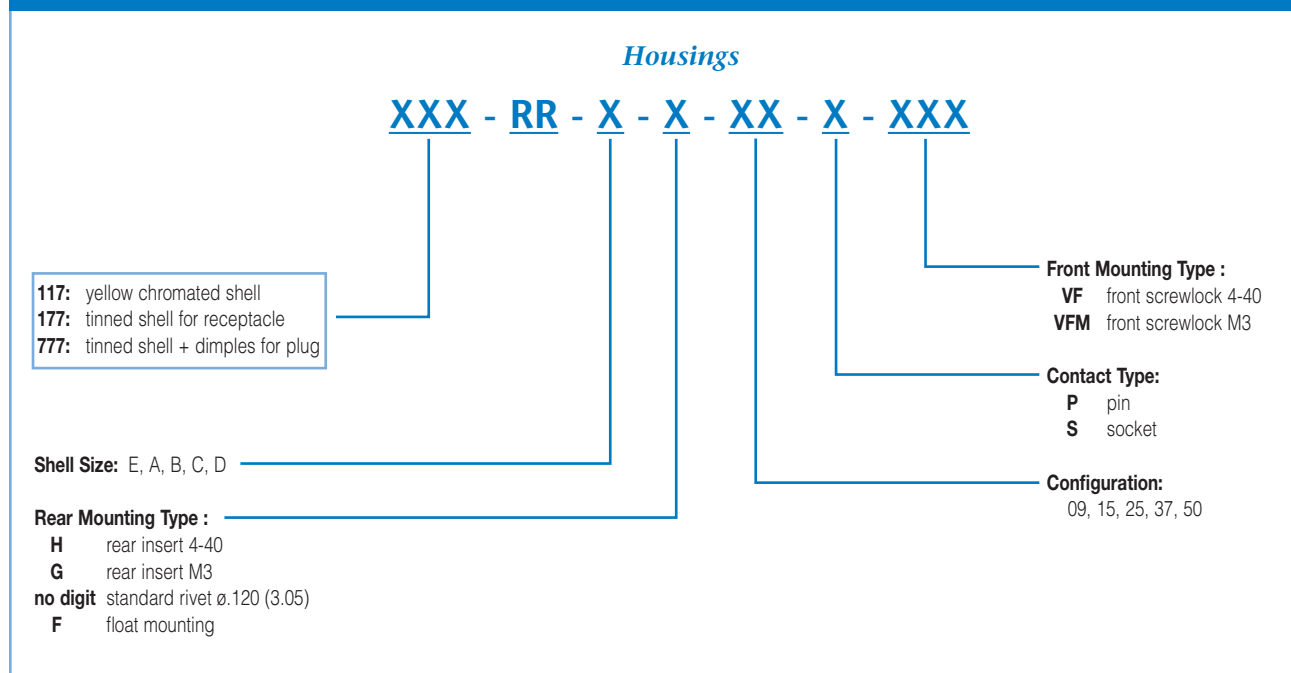 Housings
XXX - RR - X - X - XX - X - XXX
117: yellow chromated shell
177: tinned shell for receptacle
777: tinned shell + dimples for plug
Shell Size: E, A, B, C, D
Rear Mounting Type :
H rear insert 4-40
G rear insert M3
no digit standard rivet ø.120 (3.05)
F float mounting
Front Mounting Type :
VF front screwlock 4-40
VFM front screwlock M3
Contact Type:
P pin
S socket
Configuration:
09, 15, 25, 37, 50